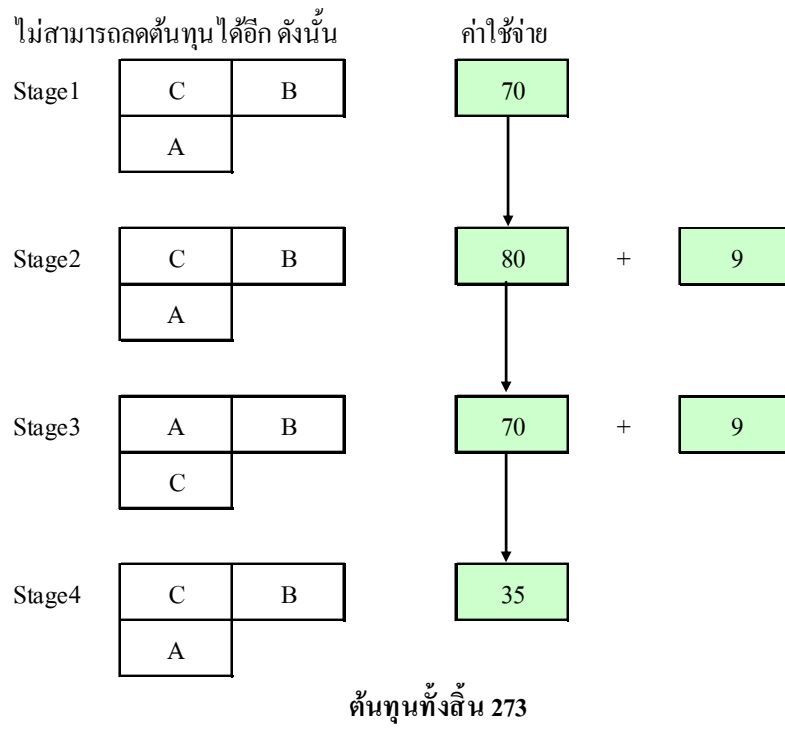 ไม่สามารถลดต้นทุนได้อีก ดังนั้น ค่าใช้จ่าย
Stage1 C B 70
A
Stage2 C B 80 + 9
A
Stage3 A B 70 + 9
C
Stage4 C B 35
A
ต้นทุนทั้งสิ้น 273